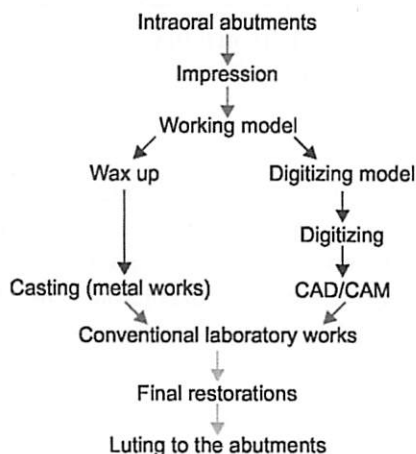 Intraoral abutments
Impression
Working model
Wax up
Digitizing model
Digitizing
Casting (metal works)
CAD/CAM
Conventional laboratory works
Final restorations
Luting to the abutments